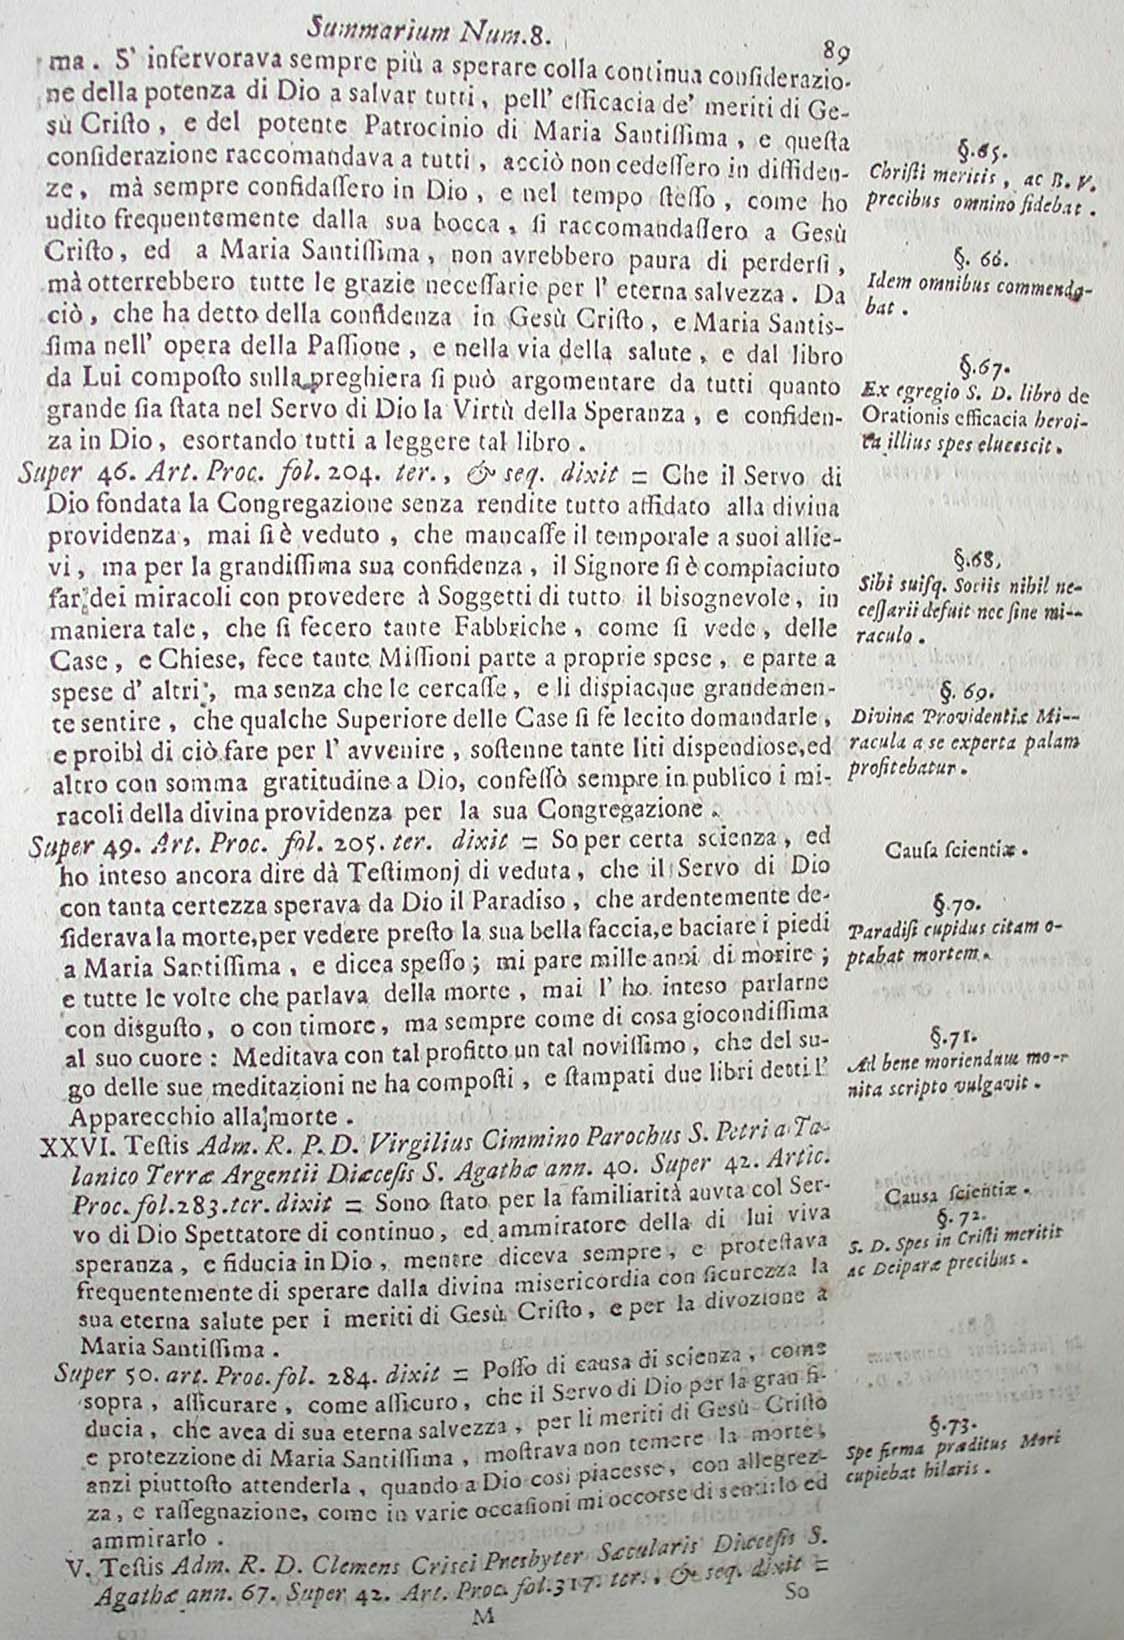 Summarium Num.8.
89
ma. S' infervorava sempre più a sperare colla continua conſiderazio-
ne della potenza di Dio a salvar tutti, pell' efficacia de' meriti di Ge-
sù Criſto, e del potente Patrocinio di Maria Santiſſima, e queſta
conſiderazione raccomandava a tutti, acciò non cedeſſero in diffiden-
ze, mà sempre confidaſſero in Dio, e nel tempo ſteſſo, come ho
udito frequentemente dalla sua bocca, ſi raccomandaſſero a Gesù
Criſto, ed a Maria Santiſſima, non avrebbero paura di perderſi,
mà otterrebbero tutte le grazie neceſſarie per l' eterna salvezza. Da
ciò, che ha detto della confidenza in Gesù Criſto, e Maria Santis-
ſima nell' opera della Paſſione, e nella via della salute, e dal libro
da Lui compoſto sulla preghiera ſi può argomentare da tutti quanto
grande ſia ſtata nel Servo di Dio la Virtù della Speranza, e confiden-
za in Dio, esortando tutti a leggere tal libro.
Super 46. Art. Proc. fol. 204. ter., & seq. dixit = Che il Servo di
Dio fondata la Congregazione senza rendite tutto affidato alla divina
providenza, mai ſi è veduto, che mancaſſe il temporale a suoi allie-
vi, ma per la grandiſſima sua confidenza, il Signore ſi è compiaciuto
far dei miracoli con provedere à Soggetti di tutto il bisognevole, in
maniera tale, che ſi fecero tante Fabbriche, come ſi vede, delle
Case, e Chiese, fece tante Miſſioni parte a proprie spese, e parte a
spese d' altri, ma senza che le cercaſſe, e li dispiacque grandemen-
te sentire, che qualche Superiore delle Case ſi fè lecito domandarle,
e proibì di ciò fare per l' avvenire, soſtenne tante liti dispendiose, ed
altro con somma gratitudine a Dio, confeſſò sempre in publico i mi-
racoli della divina providenza per la sua Congregazione.
Super 49. Art. Proc. fol. 205. ter. dixit = So per certa scienza, ed
ho inteso ancora dire dà Teſtimonj di veduta, che il Servo di Dio
con tanta certezza sperava da Dio il Paradiso, che ardentemente de-
ſiderava la morte, per vedere preſto la sua bella faccia, e baciare i piedi
a Maria Santiſſima, e dicea speſſo; mi pare mille anni di morire;
e tutte le volte che parlava della morte, mai l' ho inteso parlarne
con disguſto, o con timore, ma sempre come di cosa giocondiſſima
al suo cuore: Meditava con tal profitto un tal noviſſimo, che del su-
go delle sue meditazioni ne ha compoſti, e ſtampati due libri detti l'
Apparecchio alla morte.
XXVI. Teſtis Adm. R. P. D. Virgilius Cimmino Parochus S. Petri a Ta-
lanico Terræ Argentii Diæceſis S. Agathæ ann. 40. Super 42. Artic.
Proc. fol. 283. ter. dixit = Sono ſtato per la familiarità auvta col Ser-
vo di Dio Spettatore di continuo, ed ammiratore della di lui viva
speranza, e fiducia in Dio, mentre diceva sempre, e proteſtava
frequentemente di sperare dalla divina misericordia con ſicurezza la
sua eterna salute per i meriti di Gesù Criſto, e per la divozione a
Maria Santiſſima.
Super 50. art. Proc. fol. 284. dixit = Poſſo di causa di scienza, come
sopra, aſſicurare, come aſſicuro, che il Servo di Dio per la gran fi-
ducia, che avea di sua eterna salvezza, per li meriti di Gesù Criſto
e protezzione di Maria Santiſſima, moſtrava non temere la morte,
anzi piuttoſto attenderla, quando a Dio così piacesse, con allegrez-
za, e raſſegnazione, come in varie occaſioni mi occorse di sentirlo ed
ammirarlo.
V. Teſtis Adm. R. D. Clemens Crisci Presbyter Sæcularis Diæceſis S.
Agathæ ann. 67. Super 42. Art. Proc. fol. 317. ter., & seq. dixit =
M
So
§.65.
Chriſti meritis, ac B. V.
precibus omnino fidebat.
§. 66.
Idem omnibus commenda-
bat.
§.67.
Ex egregio S. D. libro de
Orationis efficacia heroi-
ca illius spes elucescit.
§.68.
Sibi suiſq. Sociis nihil ne-
ceſſarii defuit nec ſine mi--
raculo.
§. 69.
Divinæ Providentiæ Mi--
racula a se experta palam
profitebatur.
Cauſa ſcientiæ.
§.70.
Paradiſi cupidus citam o-
ptabat mortem.
§.71.
Ad bene moriendum mo--
nita scripto vulgavit.
Causa ſcientiæ.
§. 72.
S. D. Spes in Criſti meritis
ac Deiparæ precibus.
§.73.
Spe firma præditus Mori
cupiebat hilaris.